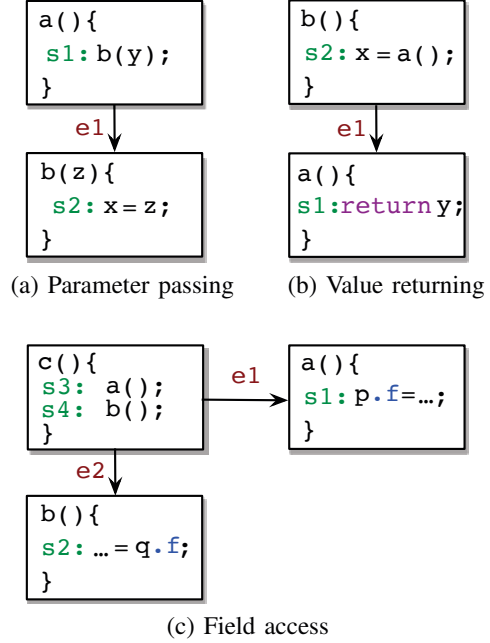 a(){
s1: b(y);
}
e1
b(z){
s2: x = z;
}
(a) Parameter passing
b(){
s2: x = a();
}
e1
a(){
s1:return y;
}
(b) Value returning
c(){
s3: a();
s4: b();
}
e1
a(){
s1: p.f=…;
}
e2
b(){
s2: … = q.f;
}
(c) Field access